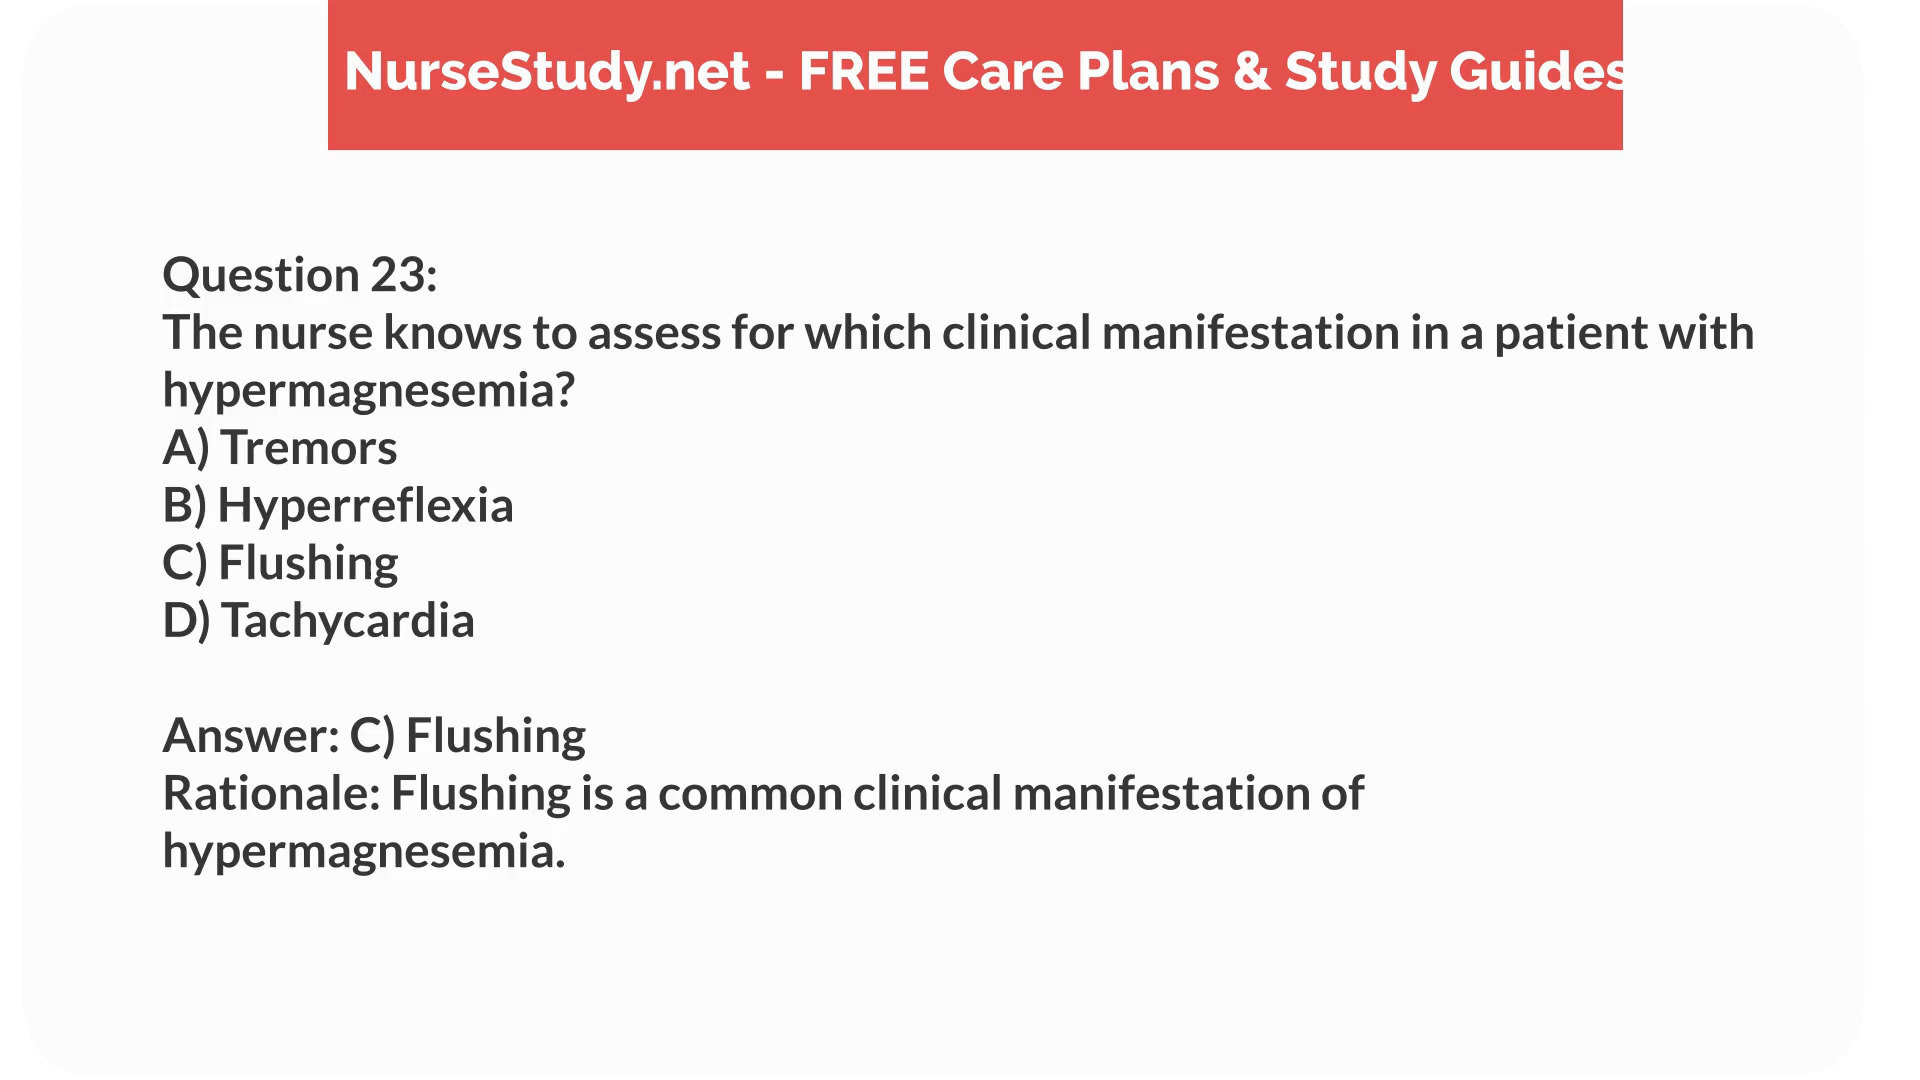 NurseStudy.net - FREE Care Plans & Study Guides
Question 23:
The nurse knows to assess for which clinical manifestation in a patient with
hypermagnesemia?
A) Tremors
B) Hyperreflexia
C) Flushing
D) Tachycardia
Answer: C) Flushing
Rationale: Flushing is a common clinical manifestation of
hypermagnesemia.